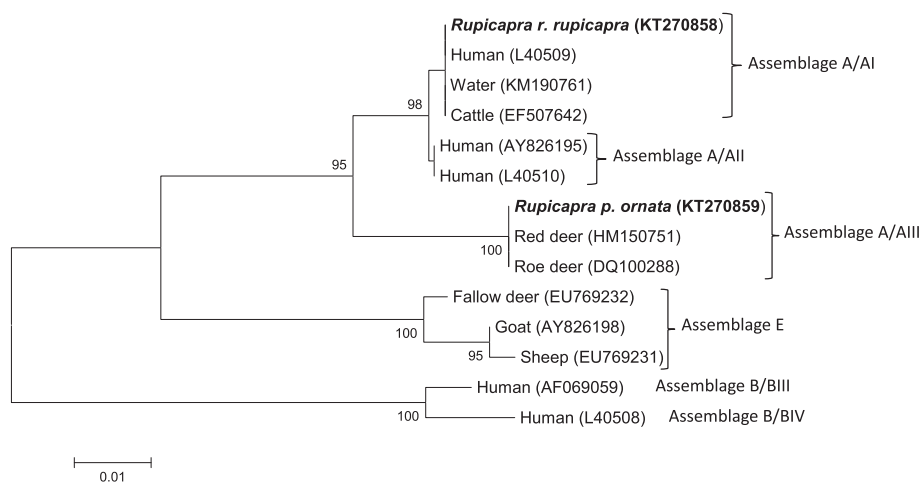 Rupicapra r. rupicapra (KT270858)
Human (L40509)
Assemblage A/AI
Water (KM190761)
98
Cattle (EF507642)
Human (AY826195)
Assemblage A/AII
95
Human (L40510)
Rupicapra p. ornata (KT270859)
Red deer (HM150751)
Assemblage A/AIII
100
Roe deer (DQ100288)
Fallow deer (EU769232)
100
Goat (AY826198)
Assemblage E
95
Sheep (EU769231)
Human (AF069059)
Assemblage B/BIII
100
Human (L40508)
Assemblage B/BIV
0.01